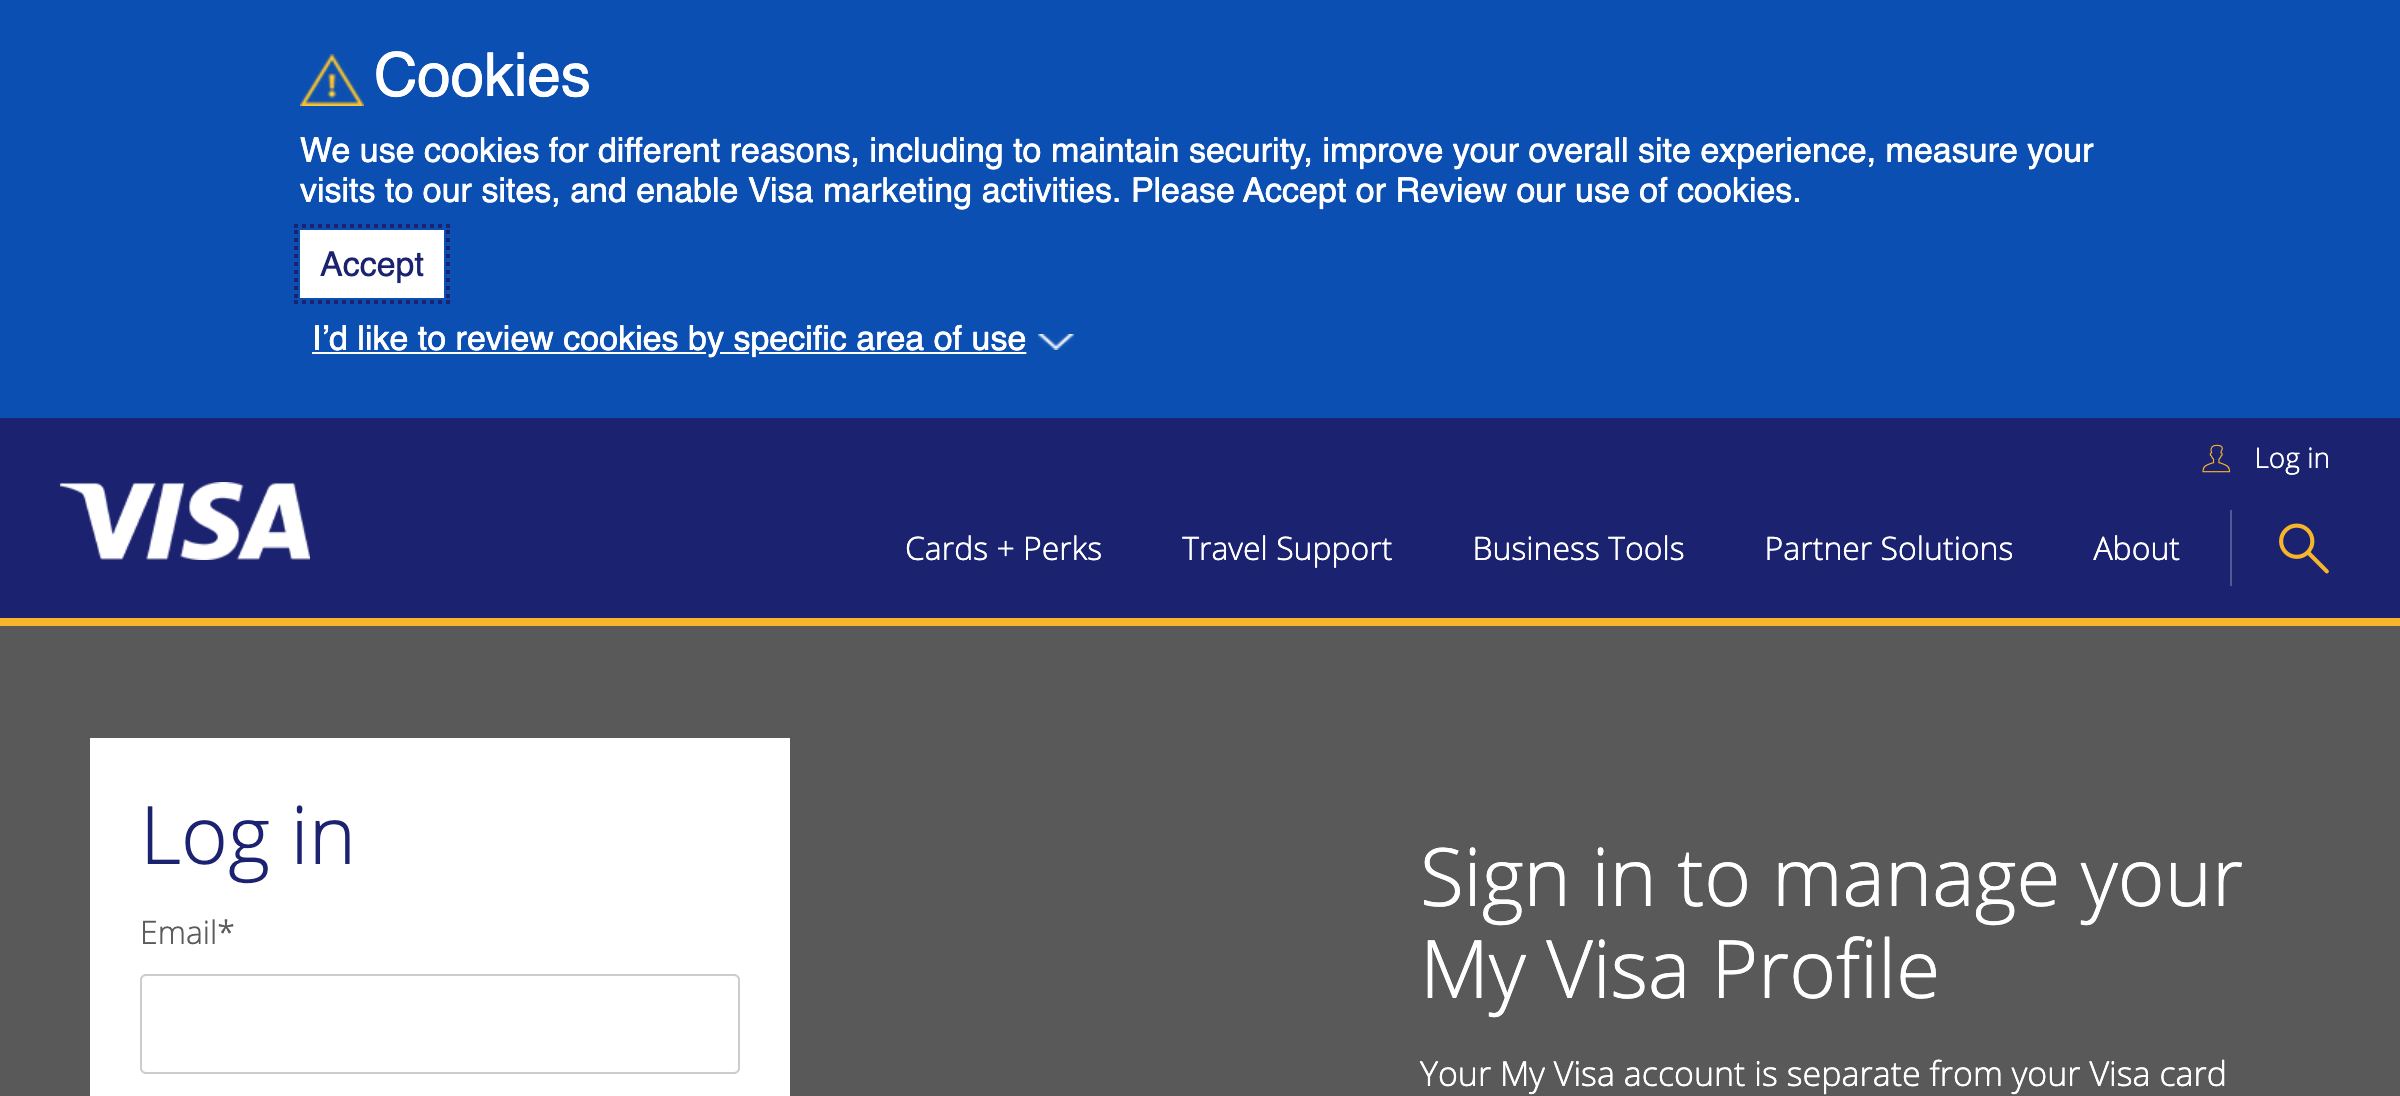 Cookies
We use cookies for different reasons, including to maintain security, improve your overall site experience, measure your
visits to our sites, and enable Visa marketing activities. Please Accept or Review our use of cookies.
Accept
I’d like to review cookies by specific area of use
Log in
VISA
Cards + Perks
Travel Support
Business Tools
Partner Solutions
About
Log in
Email*
Sign in to manage your
My Visa Profile
Your My Visa account is separate from your Visa card